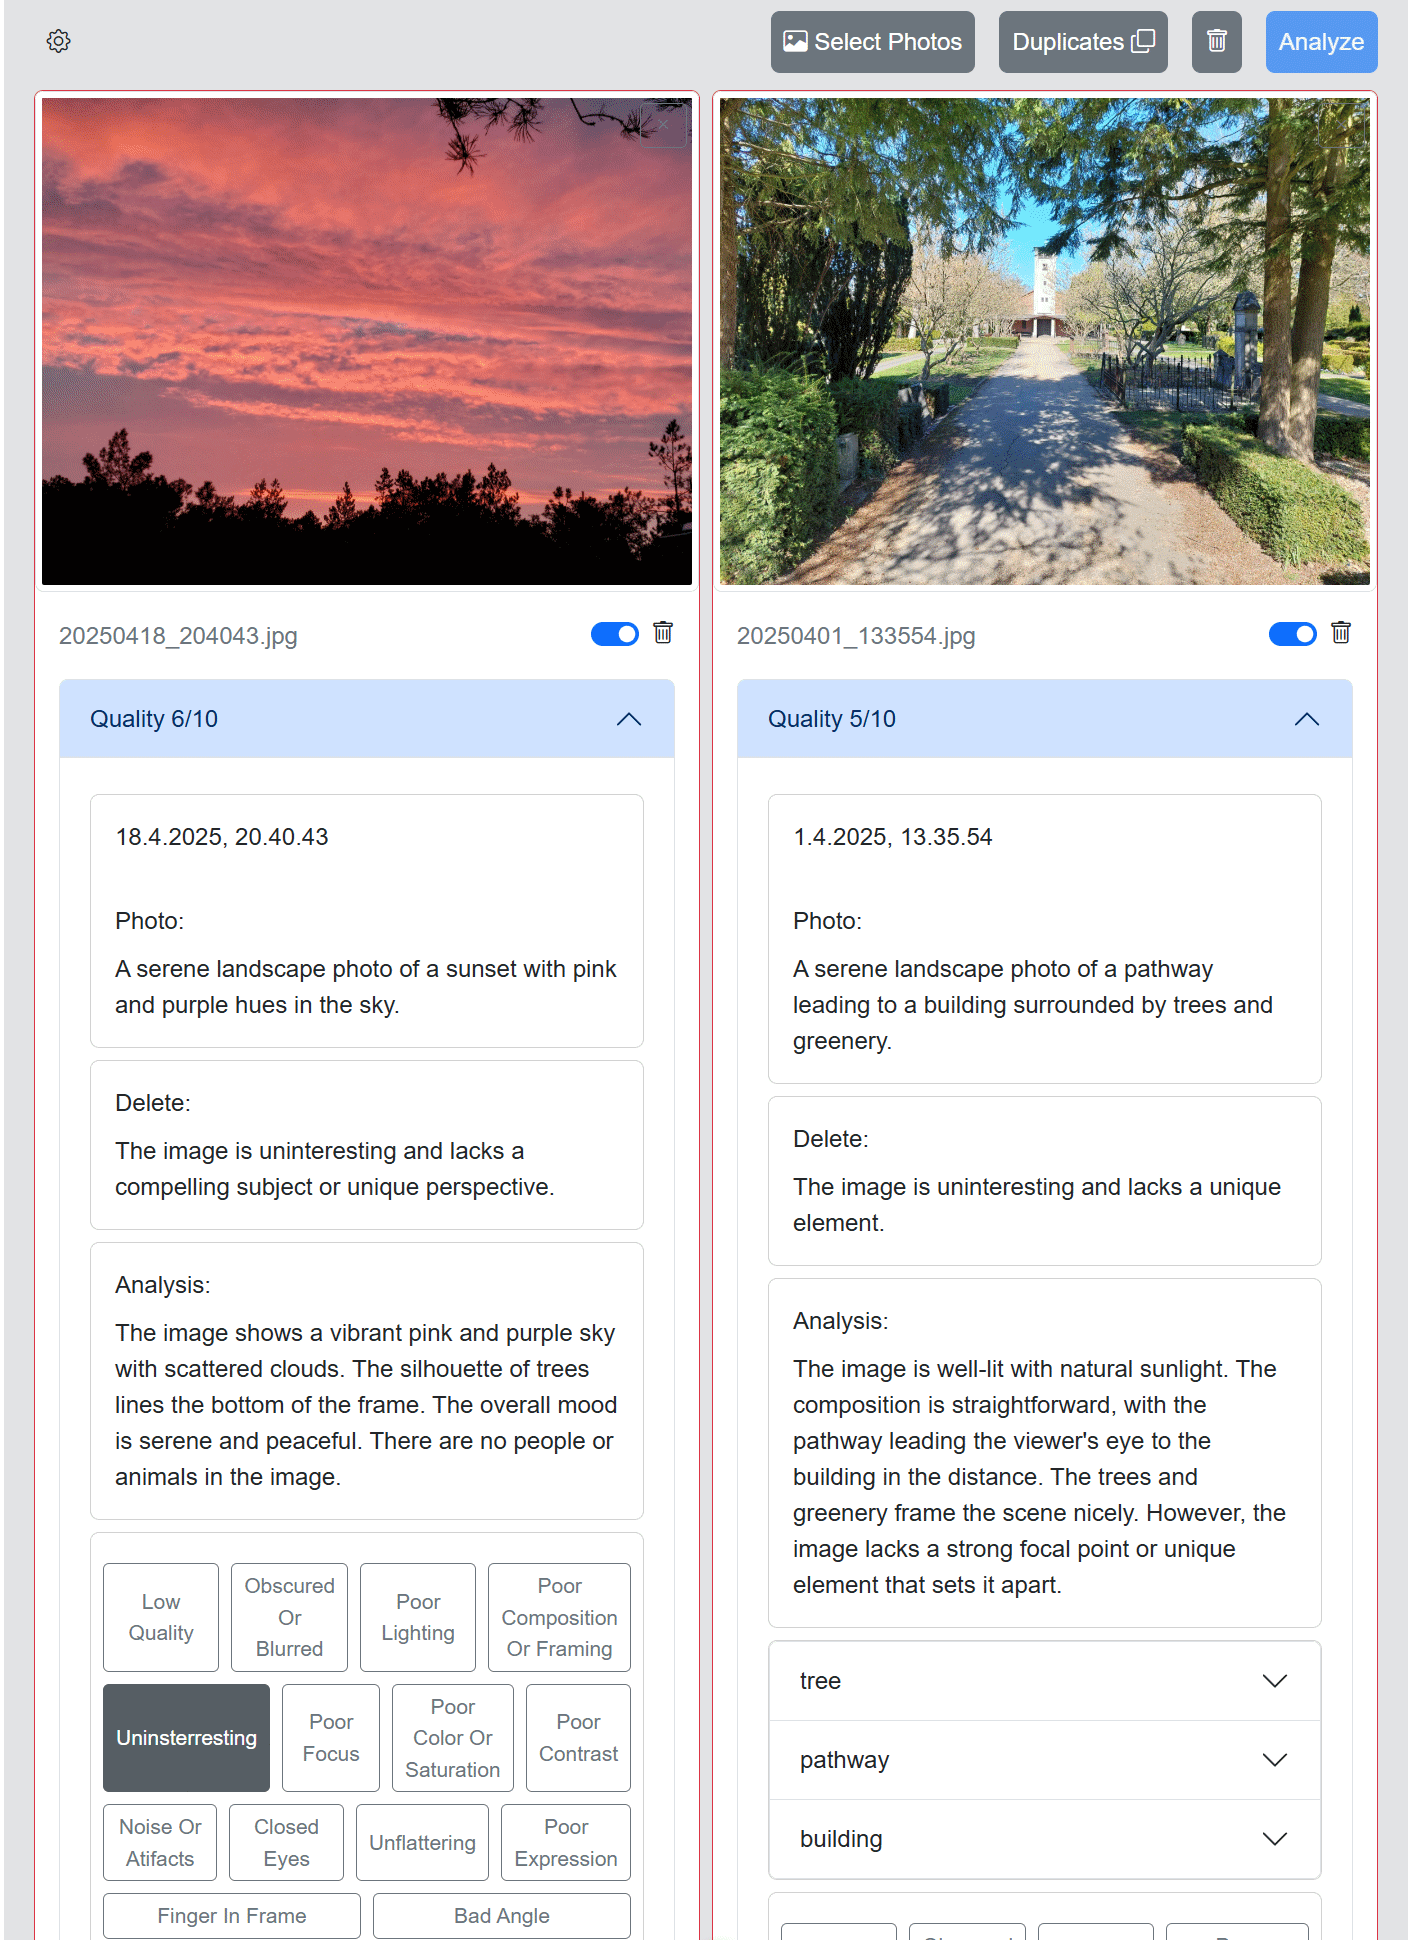 Select Photos
Duplicates
Analyze
20250418_204043.jpg
Quality 6/10
18.4.2025, 20.40.43
Photo:
A serene landscape photo of a sunset with pink
and purple hues in the sky.
Delete:
The image is uninteresting and lacks a
compelling subject or unique perspective.
Analysis:
The image shows a vibrant pink and purple sky
with scattered clouds. The silhouette of trees
lines the bottom of the frame. The overall mood
is serene and peaceful. There are no people or
animals in the image.
Low
Quality
Obscured
Or
Blurred
Poor
Lighting
Poor
Composition
Or Framing
Uninsterresting
Poor
Focus
Poor
Color Or
Saturation
Poor
Contrast
Noise Or
Atifacts
Closed
Eyes
Unflattering
Poor
Expression
Finger In Frame
Bad Angle
20250401_133554.jpg
Quality 5/10
1.4.2025, 13.35.54
Photo:
A serene landscape photo of a pathway
leading to a building surrounded by trees and
greenery.
Delete:
The image is uninteresting and lacks a unique
element.
Analysis:
The image is well-lit with natural sunlight. The
composition is straightforward, with the
pathway leading the viewer's eye to the
building in the distance. The trees and
greenery frame the scene nicely. However, the
image lacks a strong focal point or unique
element that sets it apart.
tree
pathway
building